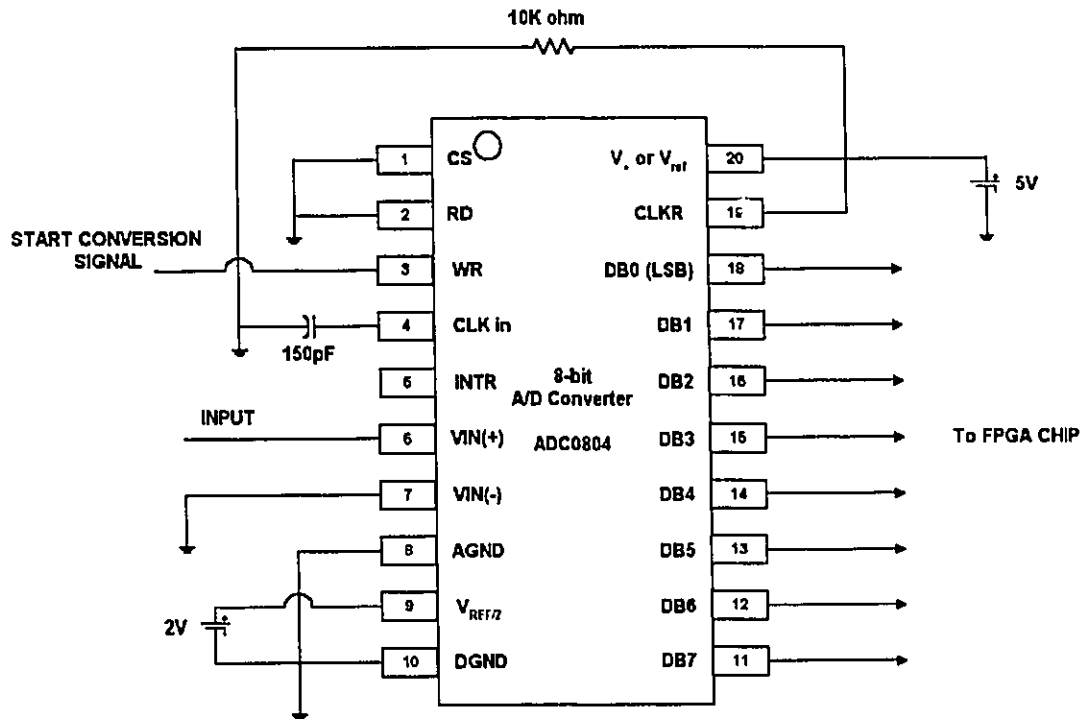 10K ohm
1 CS
V+ or Vref 20
5V
2 RD
CLKR 19
START CONVERSION
SIGNAL
3 WR
DB0 (LSB) 18
4 CLK in
DB1 17
150pF
5 INTR
8-bit
A/D Converter
DB2 16
INPUT
6 VIN(+)
ADC0804
DB3 15
To FPGA CHIP
7 VIN(-)
DB4 14
8 AGND
DB5 13
2V
9 VREF/2
DB6 12
10 DGND
DB7 11